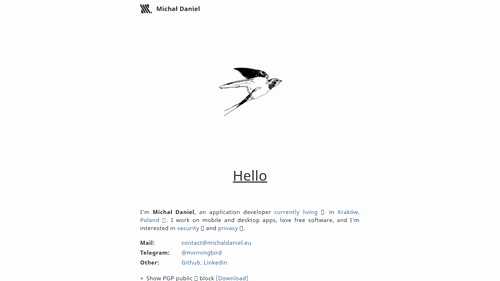 Michał Daniel
Hello
I'm Michał Daniel, an application developer currently living in Kraków,
Poland . I work on mobile and desktop apps, love free software, and I'm
interested in security and privacy .
Mail: contact@michaldaniel.eu
Telegram: @morningbird
Other: Github, Linkedin
+ Show PGP public block [Download]